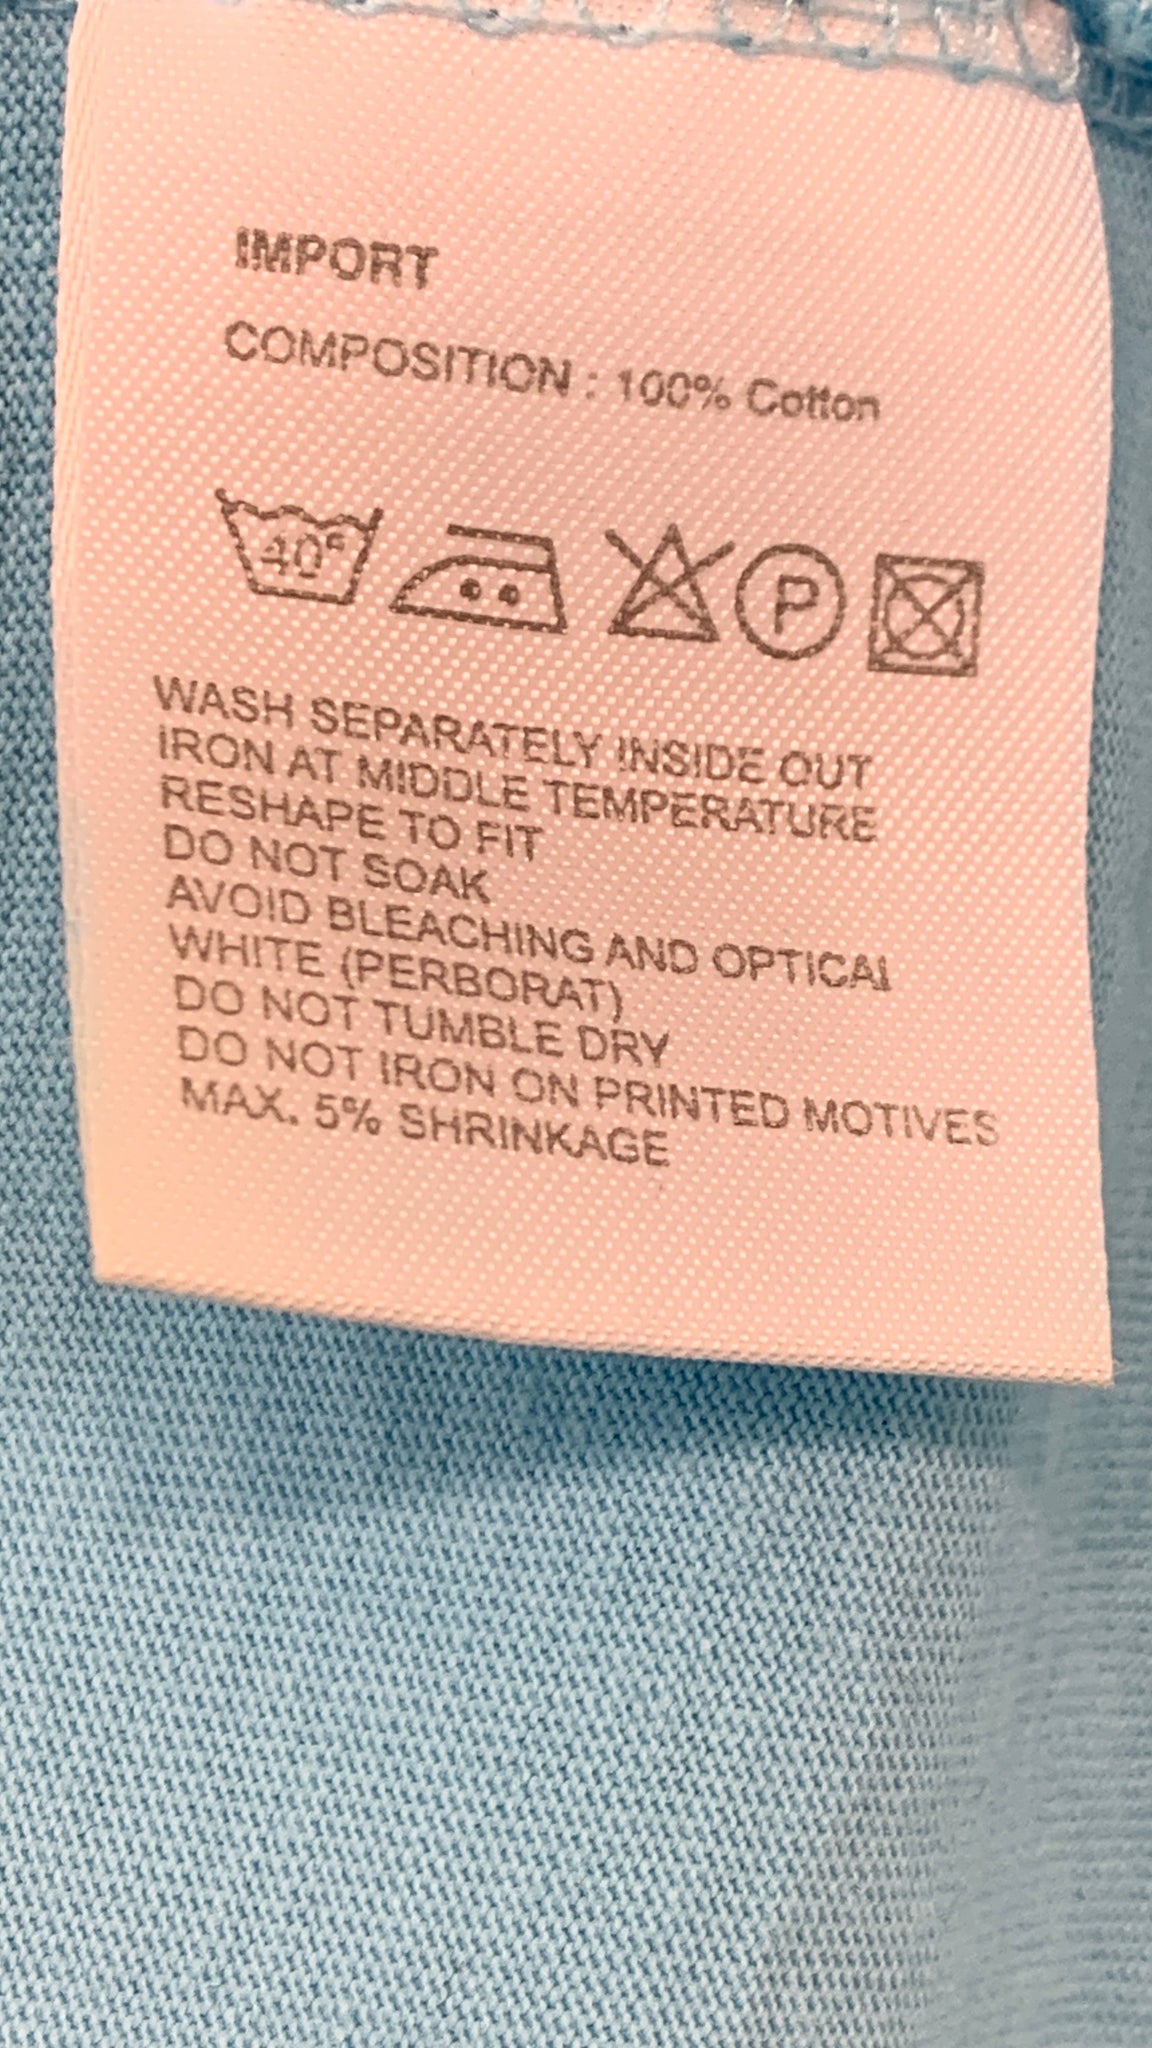 IMPORT
COMPOSITION : 100% Cotton
40° P
WASH SEPARATELY INSIDE OUT
IRON AT MIDDLE TEMPERATURE
RESHAPE TO FIT
DO NOT SOAK
AVOID BLEACHING AND OPTICAL
WHITE (PERBORAT)
DO NOT TUMBLE DRY
DO NOT IRON ON PRINTED MOTIVES
MAX. 5% SHRINKAGE